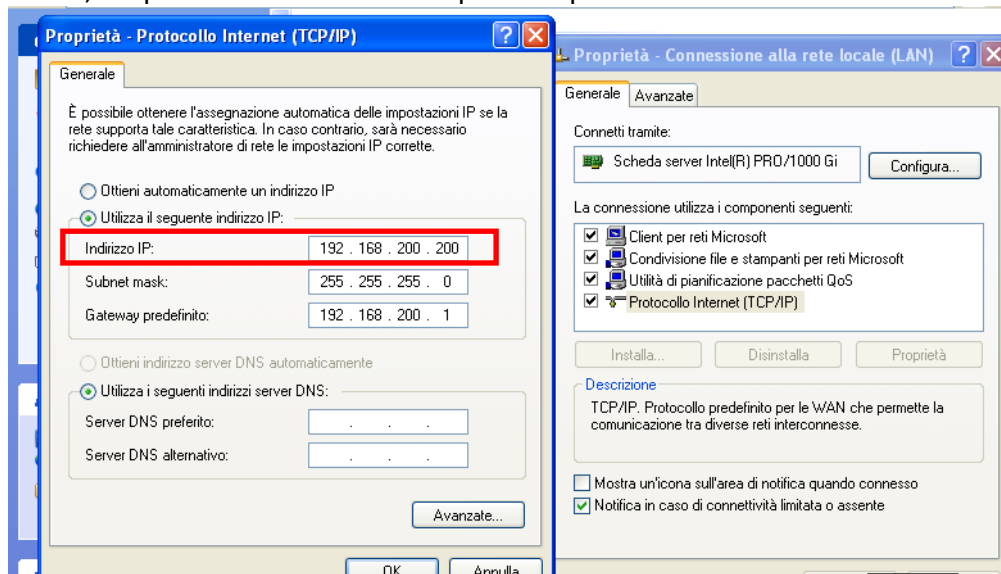 Proprietà - Protocollo Internet (TCP/IP)
Generale
È possibile ottenere l'assegnazione automatica delle impostazioni IP se la
rete supporta tale caratteristica. In caso contrario, sarà necessario
richiedere all'amministratore di rete le impostazioni IP corrette.
Ottieni automaticamente un indirizzo IP
Utilizza il seguente indirizzo IP:
Indirizzo IP: 192 . 168 . 200 . 200
Subnet mask: 255 . 255 . 255 . 0
Gateway predefinito: 192 . 168 . 200 . 1
Ottieni indirizzo server DNS automaticamente
Utilizza i seguenti indirizzi server DNS:
Server DNS preferito: . . .
Server DNS alternativo: . . .
Avanzate...
OK Annulla
Proprietà - Connessione alla rete locale (LAN)
Generale Avanzate
Connetti tramite:
Scheda server Intel(R) PRO/1000 Gi Configura...
La connessione utilizza i componenti seguenti:
Client per reti Microsoft
Condivisione file e stampanti per reti Microsoft
Utilità di pianificazione pacchetti QoS
Protocollo Internet (TCP/IP)
Installa... Disinstalla Proprietà
Descrizione
TCP/IP. Protocollo predefinito per le WAN che permette la
comunicazione tra diverse reti interconnesse.
Mostra un'icona sull'area di notifica quando connesso
Notifica in caso di connettività limitata o assente